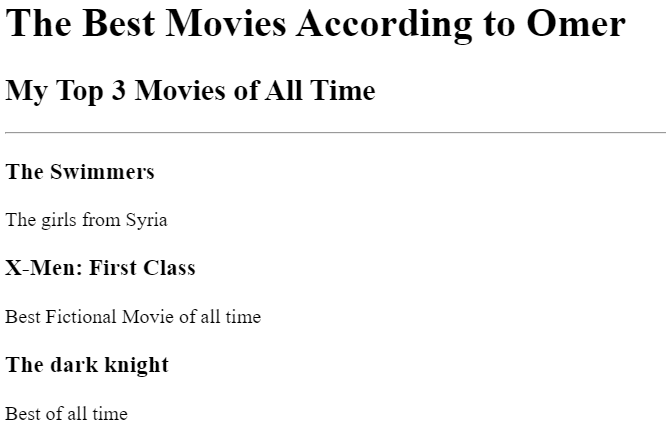 The Best Movies According to Omer
My Top 3 Movies of All Time
The Swimmers
The girls from Syria
X-Men: First Class
Best Fictional Movie of all time
The dark knight
Best of all time